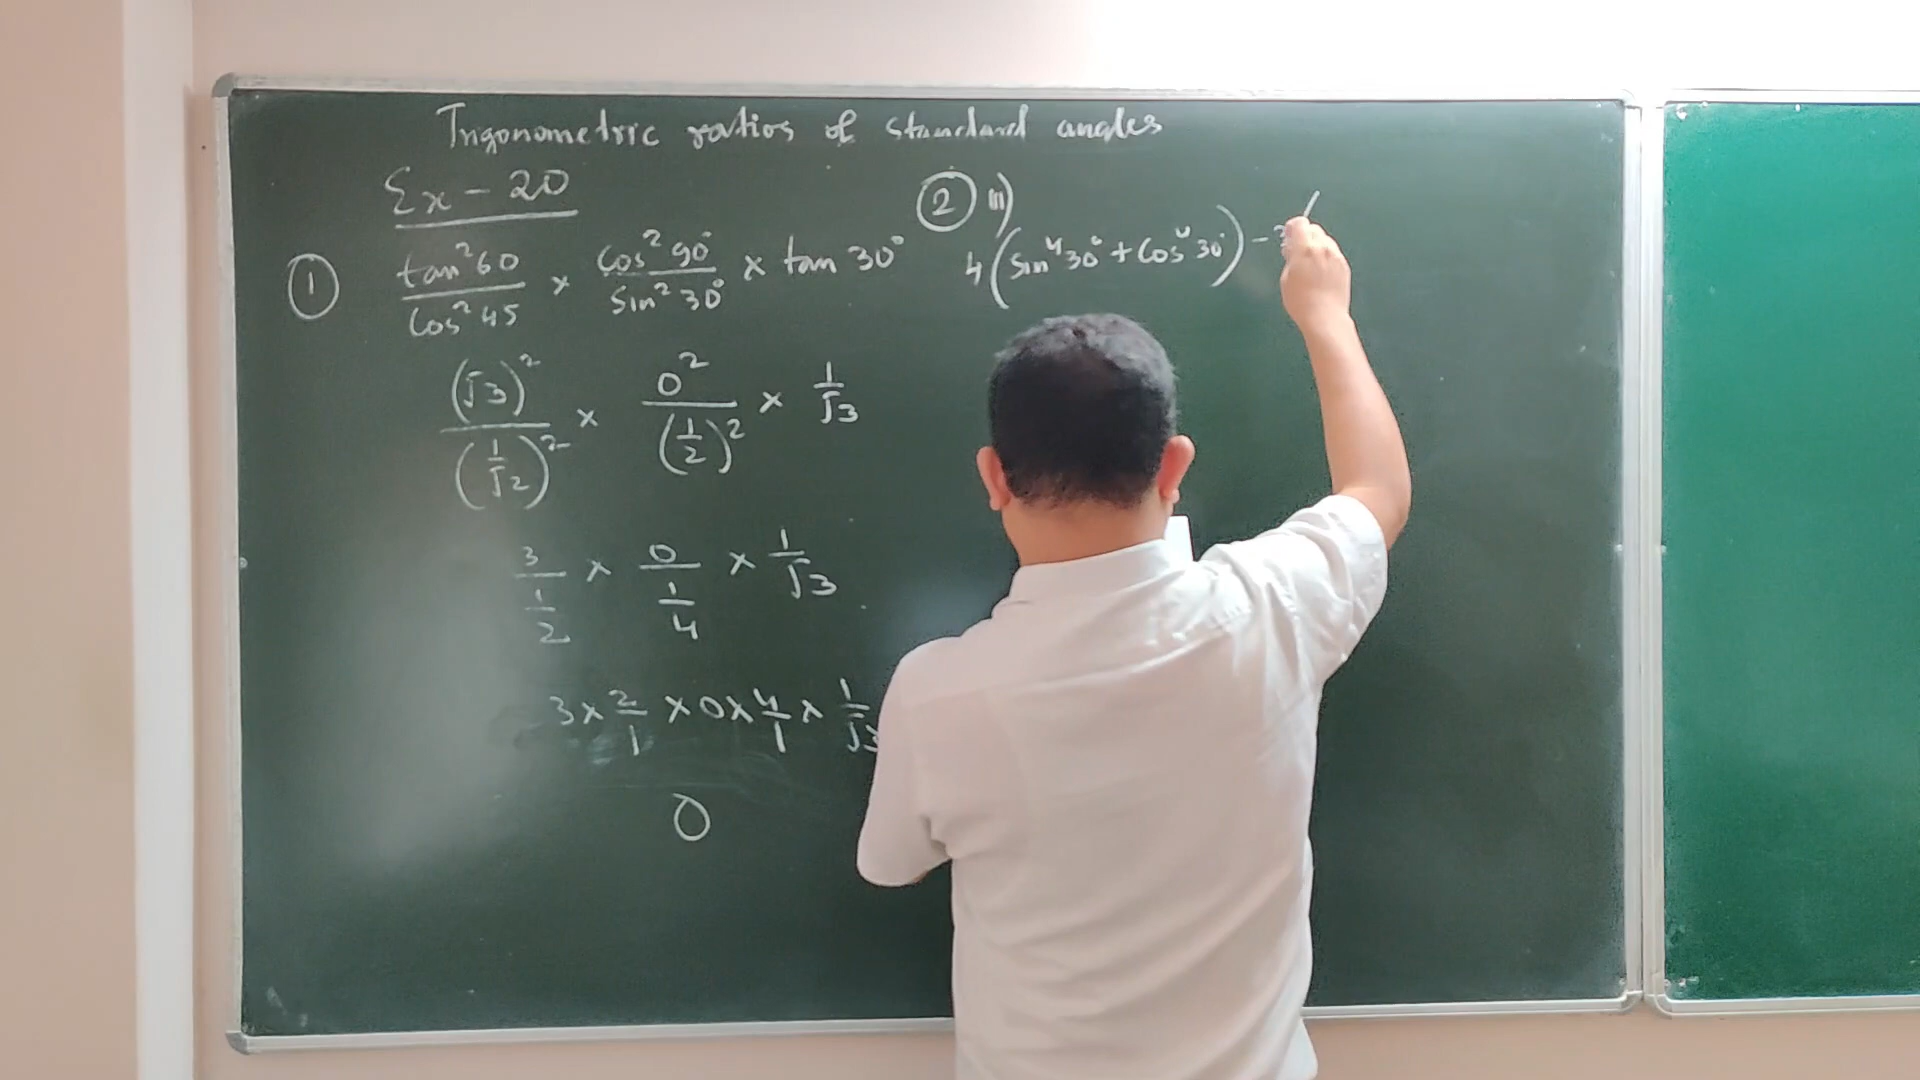 Trigonometric ratios of standard angles
Ex - 20
① tan²60 / cos²45 × cos²90° / sin²30° × tan 30°
(√3)² / (1/√2)² × 0² / (1/2)² × 1/√3
3 / (1/2) × 0 / (1/4) × 1/√3
3 × 2/1 × 0 × 4/1 × 1/√3
0
② iii)
4(sin⁴30° + cos⁴30°) −